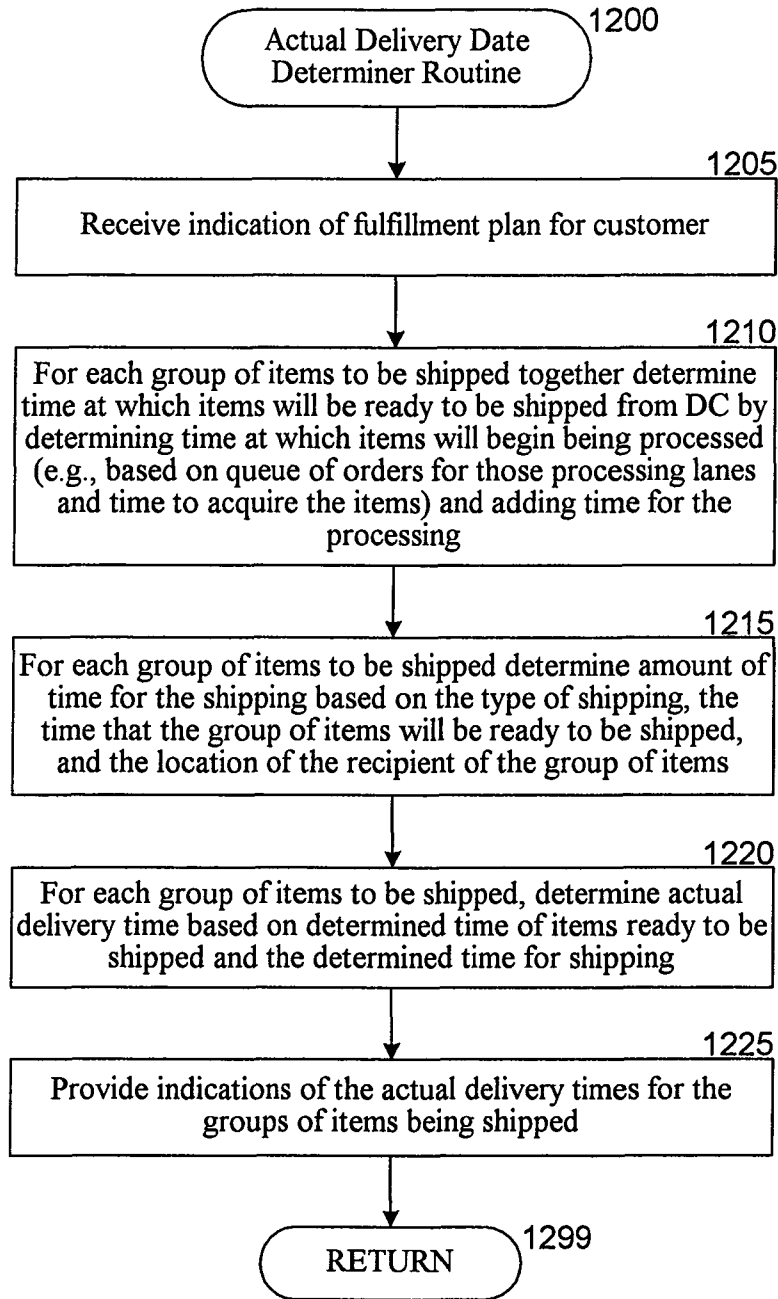 1200
Actual Delivery Date
Determiner Routine
1205
Receive indication of fulfillment plan for customer
1210
For each group of items to be shipped together determine
time at which items will be ready to be shipped from DC by
determining time at which items will begin being processed
(e.g., based on queue of orders for those processing lanes
and time to acquire the items) and adding time for the
processing
1215
For each group of items to be shipped determine amount of
time for the shipping based on the type of shipping, the
time that the group of items will be ready to be shipped,
and the location of the recipient of the group of items
1220
For each group of items to be shipped, determine actual
delivery time based on determined time of items ready to be
shipped and the determined time for shipping
1225
Provide indications of the actual delivery times for the
groups of items being shipped
1299
RETURN